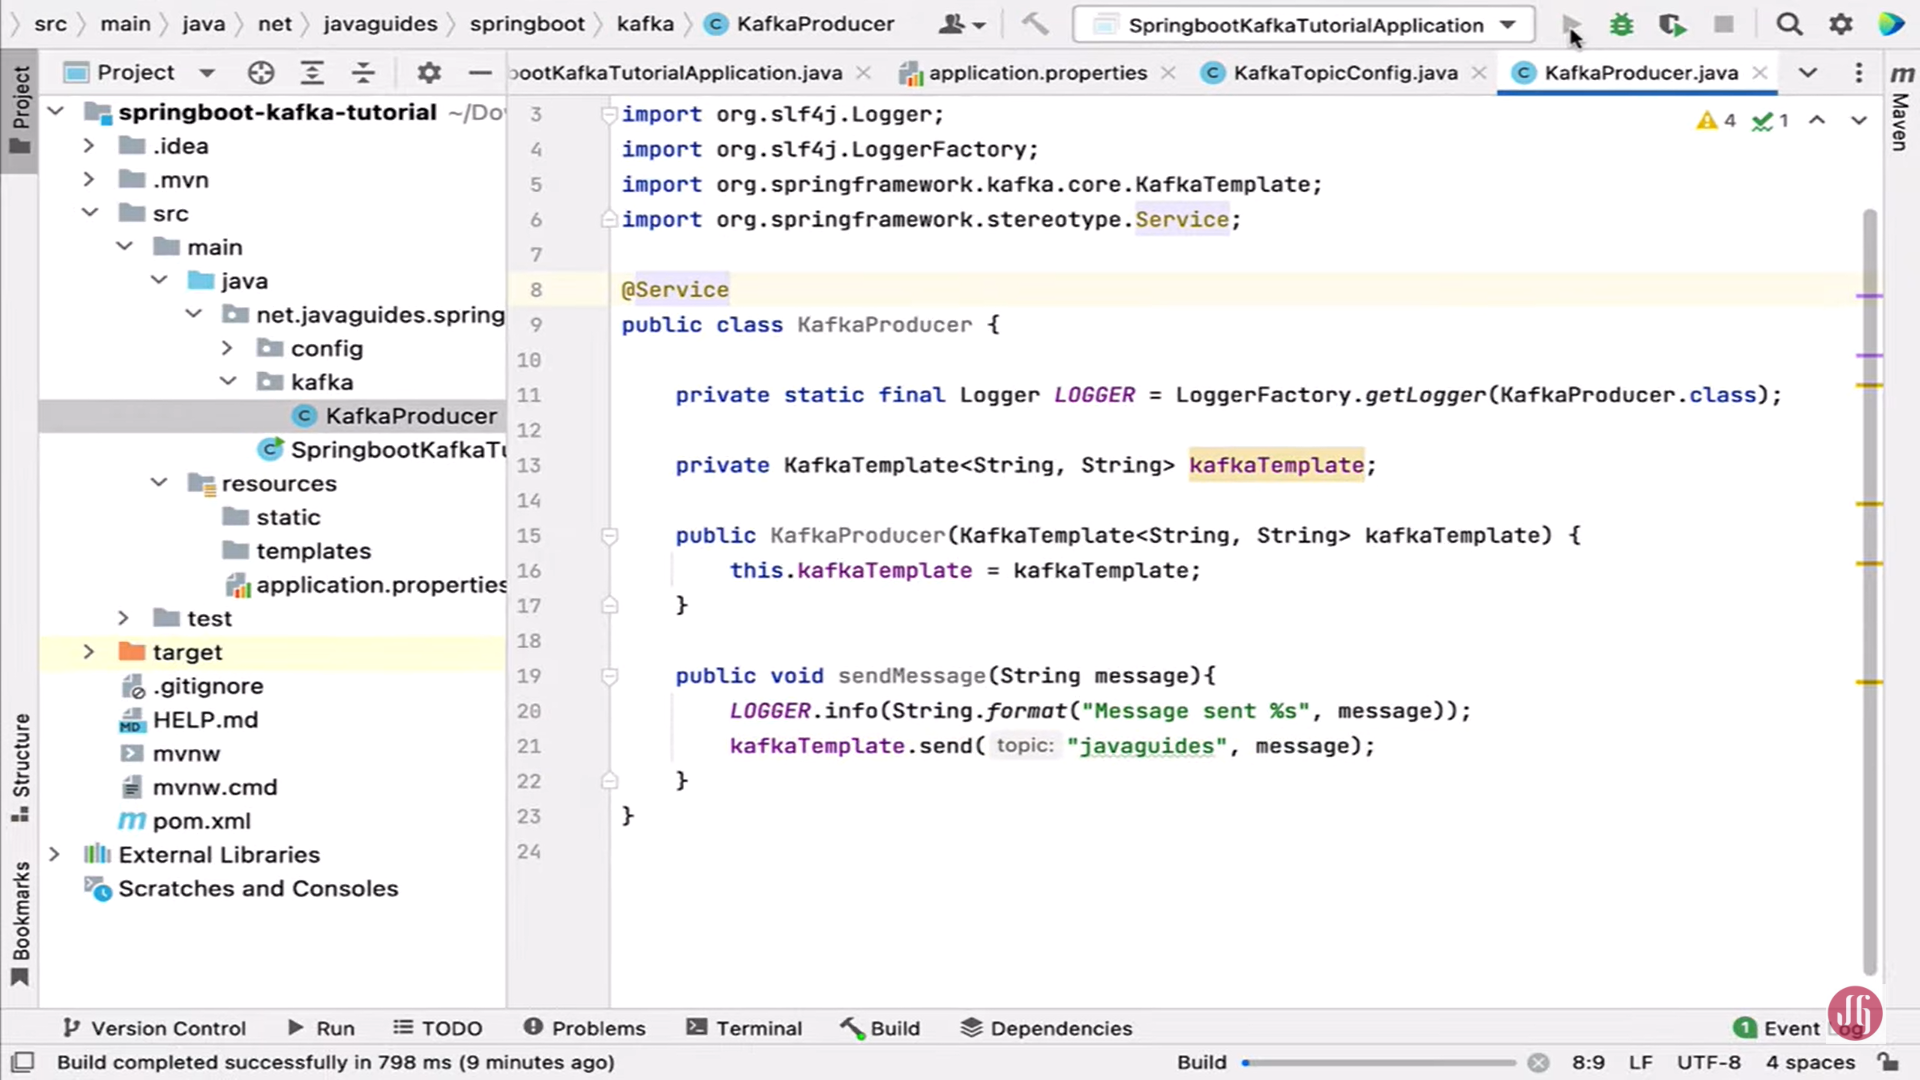 src main java net javaguides springboot kafka KafkaProducer SpringbootKafkaTutorialApplication
Project bootKafkaTutorialApplication.java application.properties KafkaTopicConfig.java KafkaProducer.java
Project
Maven
Structure
Bookmarks
springboot-kafka-tutorial ~/Do
.idea
.mvn
src
main
java
net.javaguides.spring
config
kafka
KafkaProducer
SpringbootKafkaTu
resources
static
templates
application.properties
test
target
.gitignore
HELP.md
mvnw
mvnw.cmd
pom.xml
External Libraries
Scratches and Consoles
4 1
3 import org.slf4j.Logger;
4 import org.slf4j.LoggerFactory;
5 import org.springframework.kafka.core.KafkaTemplate;
6 import org.springframework.stereotype.Service;
7
8 @Service
9 public class KafkaProducer {
10
11 private static final Logger LOGGER = LoggerFactory.getLogger(KafkaProducer.class);
12
13 private KafkaTemplate<String, String> kafkaTemplate;
14
15 public KafkaProducer(KafkaTemplate<String, String> kafkaTemplate) {
16 this.kafkaTemplate = kafkaTemplate;
17 }
18
19 public void sendMessage(String message){
20 LOGGER.info(String.format("Message sent %s", message));
21 kafkaTemplate.send( topic: "javaguides", message);
22 }
23 }
24
Version Control Run TODO Problems Terminal Build Dependencies 1 Event
Build completed successfully in 798 ms (9 minutes ago) Build 8:9 LF UTF-8 4 spaces